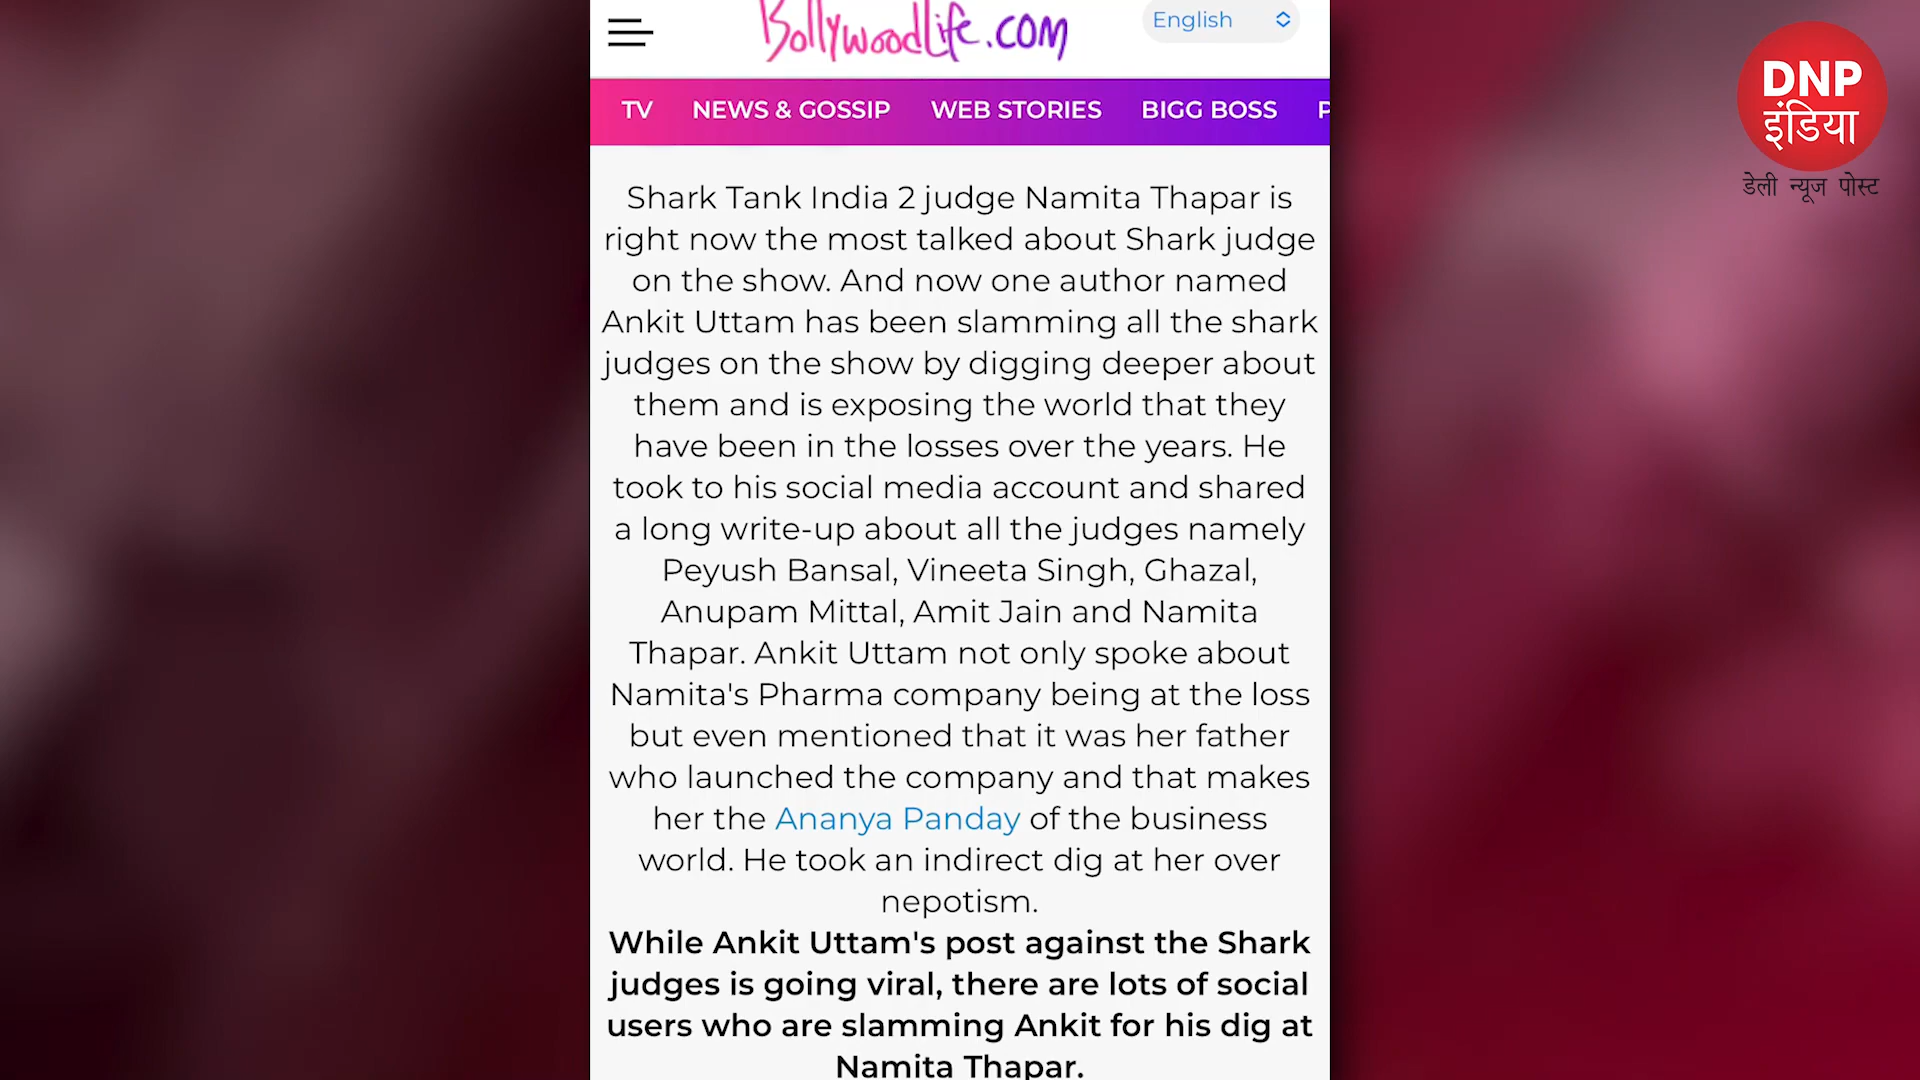 BollywoodLife.COM
English
DNP
इंडिया
डेली न्यूज पोस्ट
TV NEWS & GOSSIP WEB STORIES BIGG BOSS P
Shark Tank India 2 judge Namita Thapar is
right now the most talked about Shark judge
on the show. And now one author named
Ankit Uttam has been slamming all the shark
judges on the show by digging deeper about
them and is exposing the world that they
have been in the losses over the years. He
took to his social media account and shared
a long write-up about all the judges namely
Peyush Bansal, Vineeta Singh, Ghazal,
Anupam Mittal, Amit Jain and Namita
Thapar. Ankit Uttam not only spoke about
Namita's Pharma company being at the loss
but even mentioned that it was her father
who launched the company and that makes
her the Ananya Panday of the business
world. He took an indirect dig at her over
nepotism.
While Ankit Uttam's post against the Shark
judges is going viral, there are lots of social
users who are slamming Ankit for his dig at
Namita Thapar.